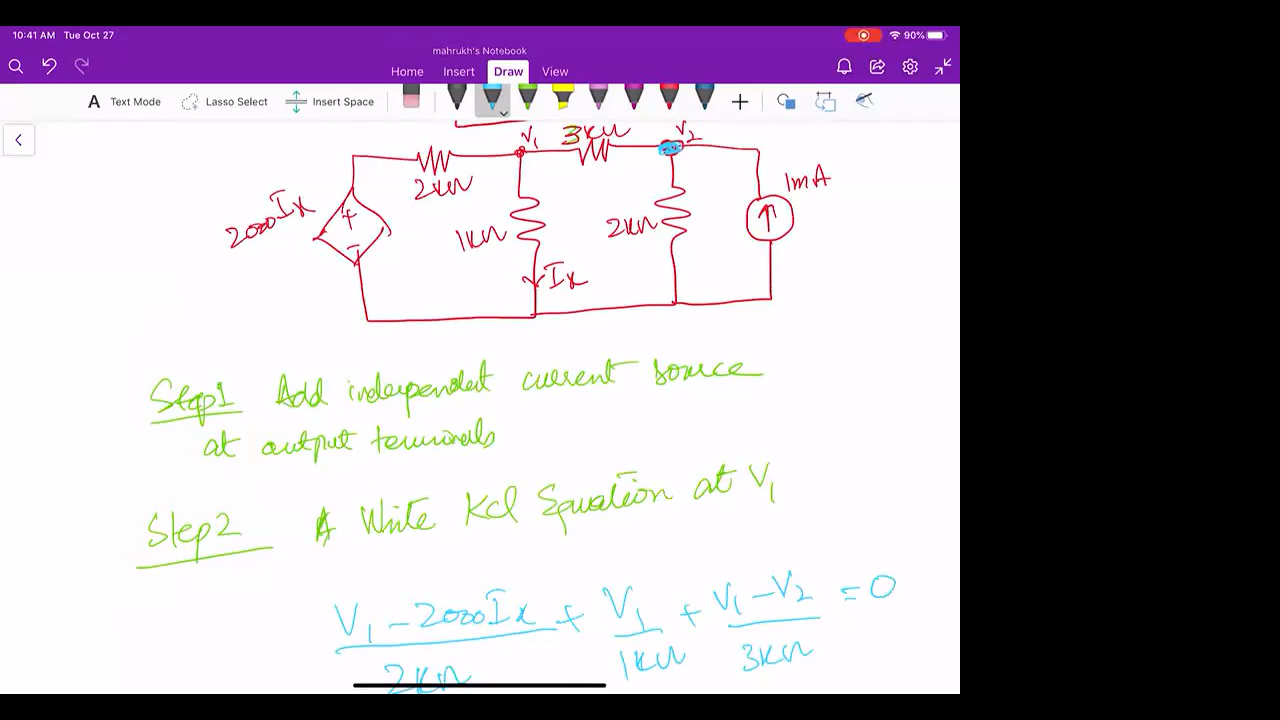 10:41 AM Tue Oct 27
90%
mahrukh's Notebook
Home Insert Draw View
Text Mode Lasso Select Insert Space
V1 3kΩ V2
2kΩ
1mA
2000Ix
+
-
1kΩ
2kΩ
Ix
Step1 Add independent current source
at output terminals
Step2 Write Kcl Equation at V1
V1 - 2000Ix + V1 + V1 - V2 = 0
2kΩ 1kΩ 3kΩ